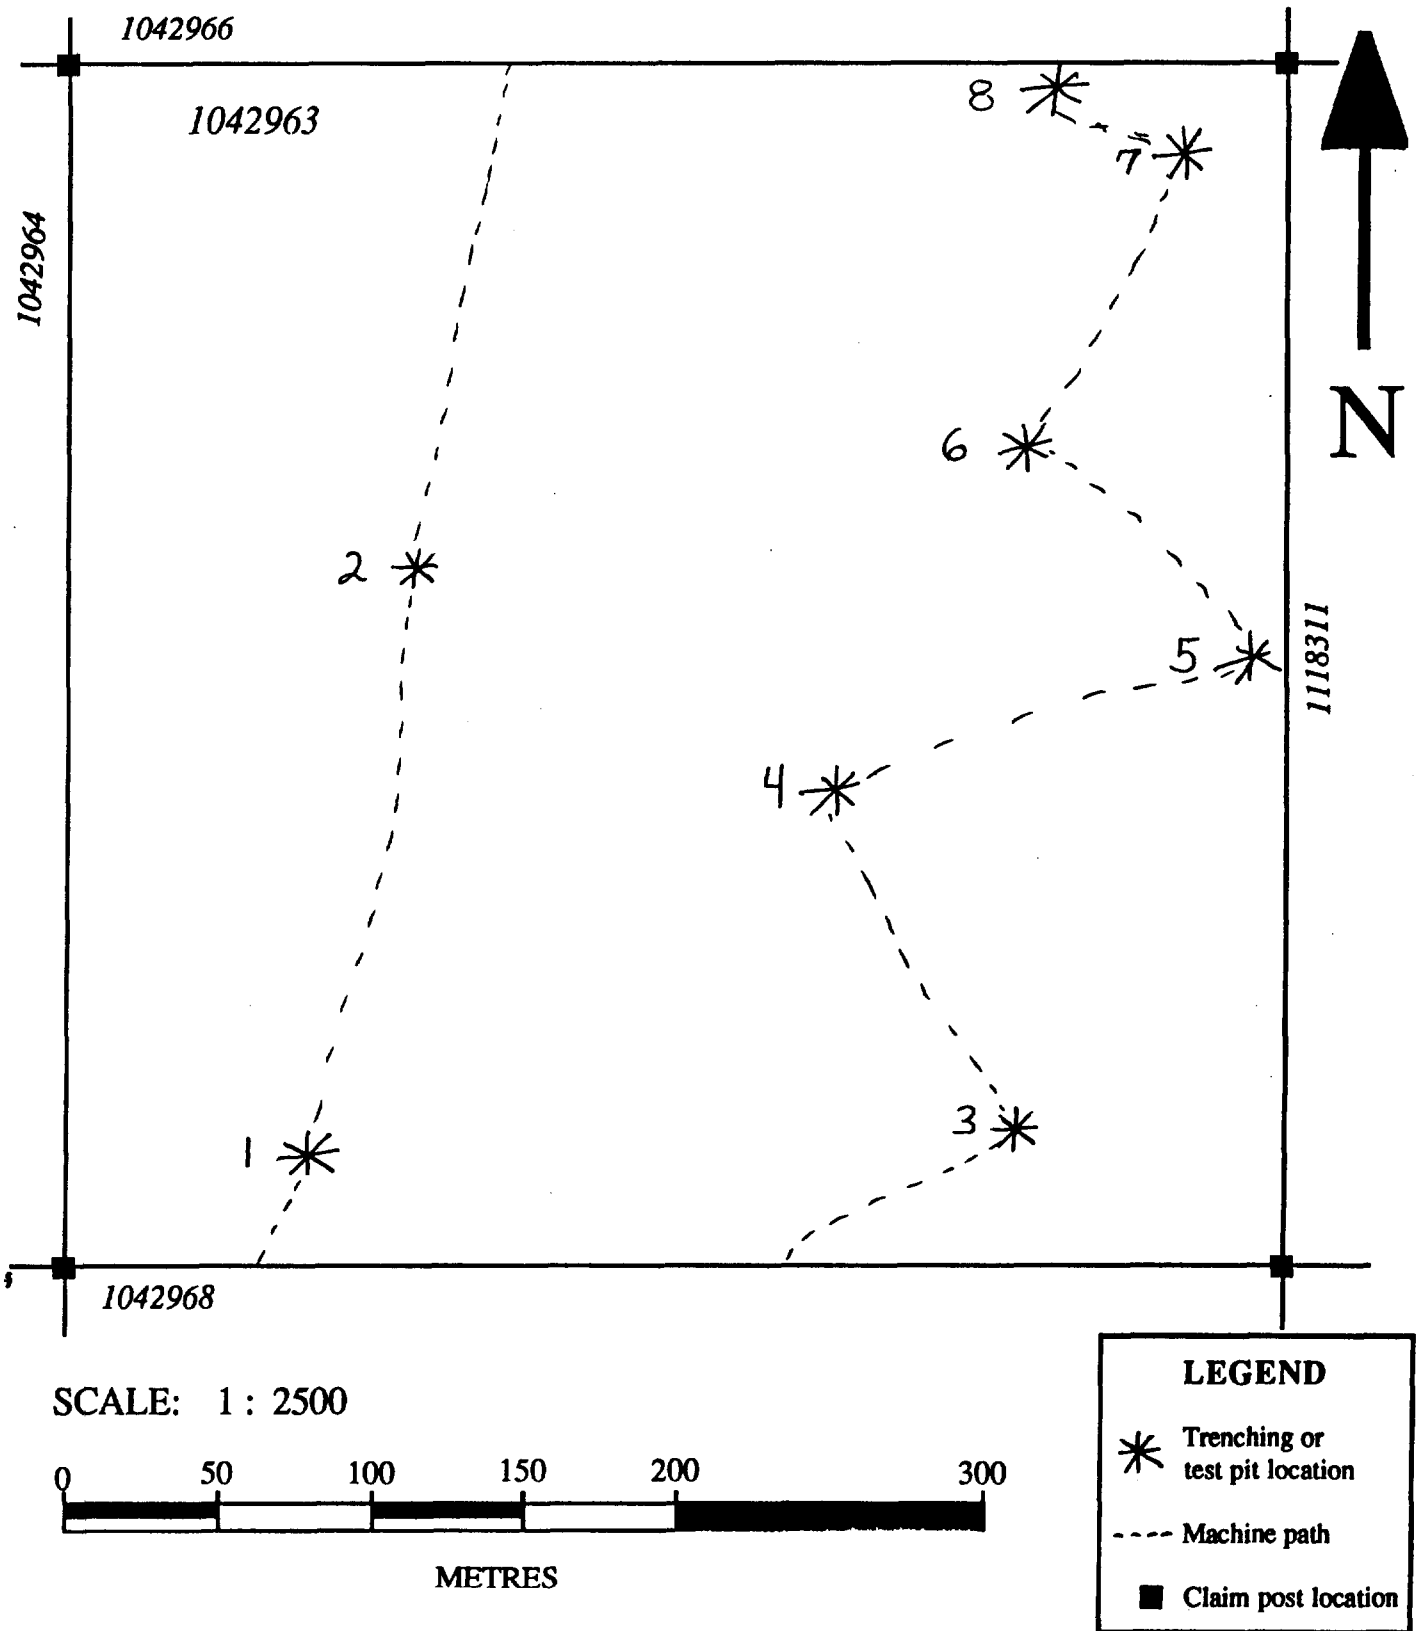 1042966
1042963
1042964
8
7
N
6
2
5
1118311
4
3
1
1042968
SCALE: 1 : 2500
0 50 100 150 200 300
METRES
LEGEND
Trenching or
test pit location
Machine path
Claim post location